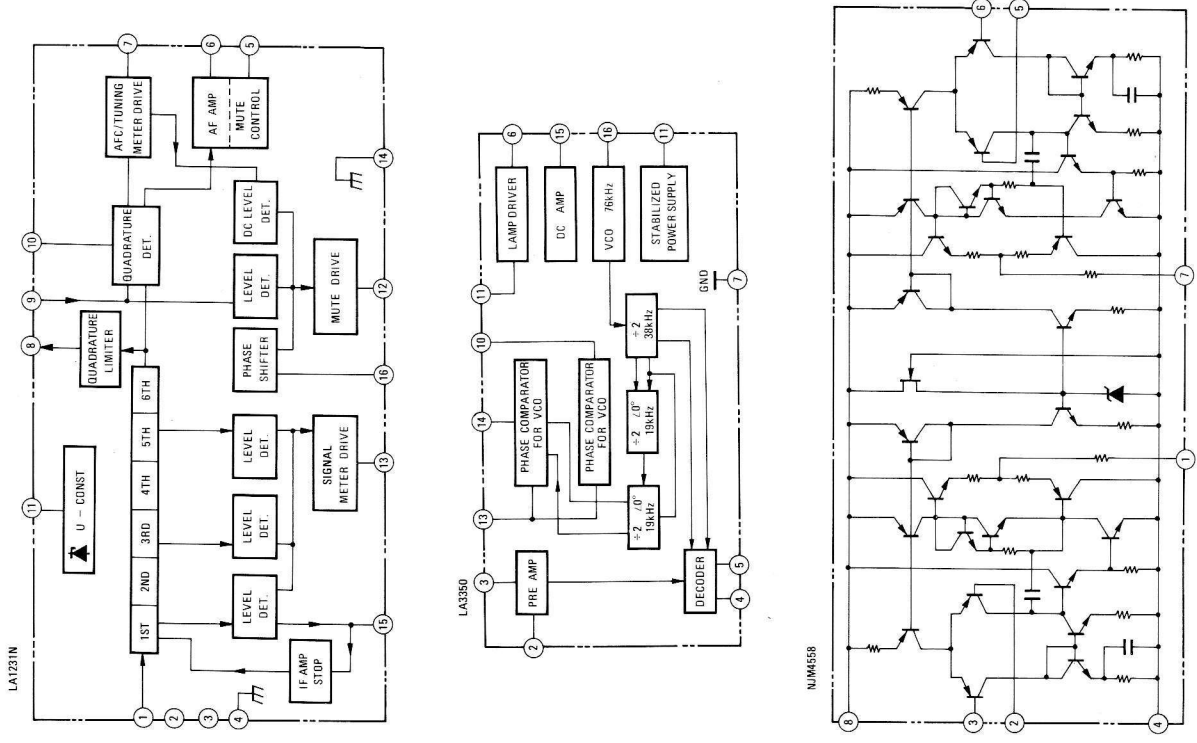 LA1231N
11
8
9
10
7
U – CONST
QUADRATURE
LIMITER
QUADRATURE
DET.
AFC/TUNING
METER DRIVE
1ST
2ND
3RD
4TH
5TH
6TH
AF AMP
MUTE
CONTROL
6
5
1
2
3
4
IF AMP
STOP
LEVEL
DET.
LEVEL
DET.
LEVEL
DET.
PHASE
SHIFTER
LEVEL
DET.
DC LEVEL
DET.
SIGNAL
METER DRIVE
MUTE DRIVE
15
13
16
12
14
LA3350
3
13
14
10
11
6
PRE AMP
PHASE COMPARATOR
FOR VCO
PHASE COMPARATOR
FOR VCO
LAMP DRIVER
DC AMP
15
VCO 76kHz
16
STABILIZED
POWER SUPPLY
11
2
÷2 ∠0°
19kHz
÷2 ∠0°
19kHz
÷2
38kHz
DECODER
4
5
GND
7
NJM4558
8
3
2
4
1
7
6
5